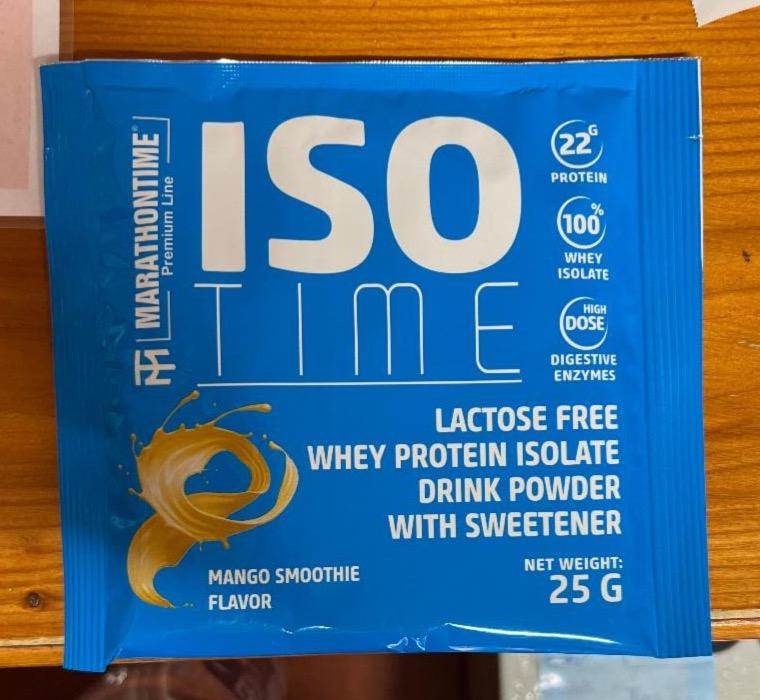 MARATHONTIME®
Premium Line
ISO
TIME
22G
PROTEIN
100%
WHEY
ISOLATE
HIGH
DOSE
DIGESTIVE
ENZYMES
LACTOSE FREE
WHEY PROTEIN ISOLATE
DRINK POWDER
WITH SWEETENER
MANGO SMOOTHIE
FLAVOR
NET WEIGHT:
25 G